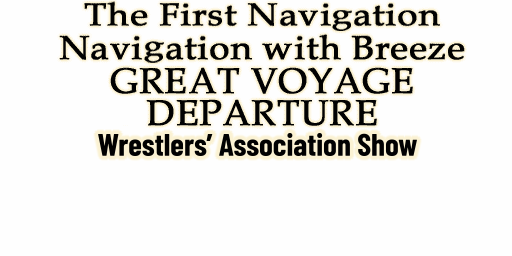 The First Navigation
Navigation with Breeze
GREAT VOYAGE
DEPARTURE
Wrestlers' Association Show